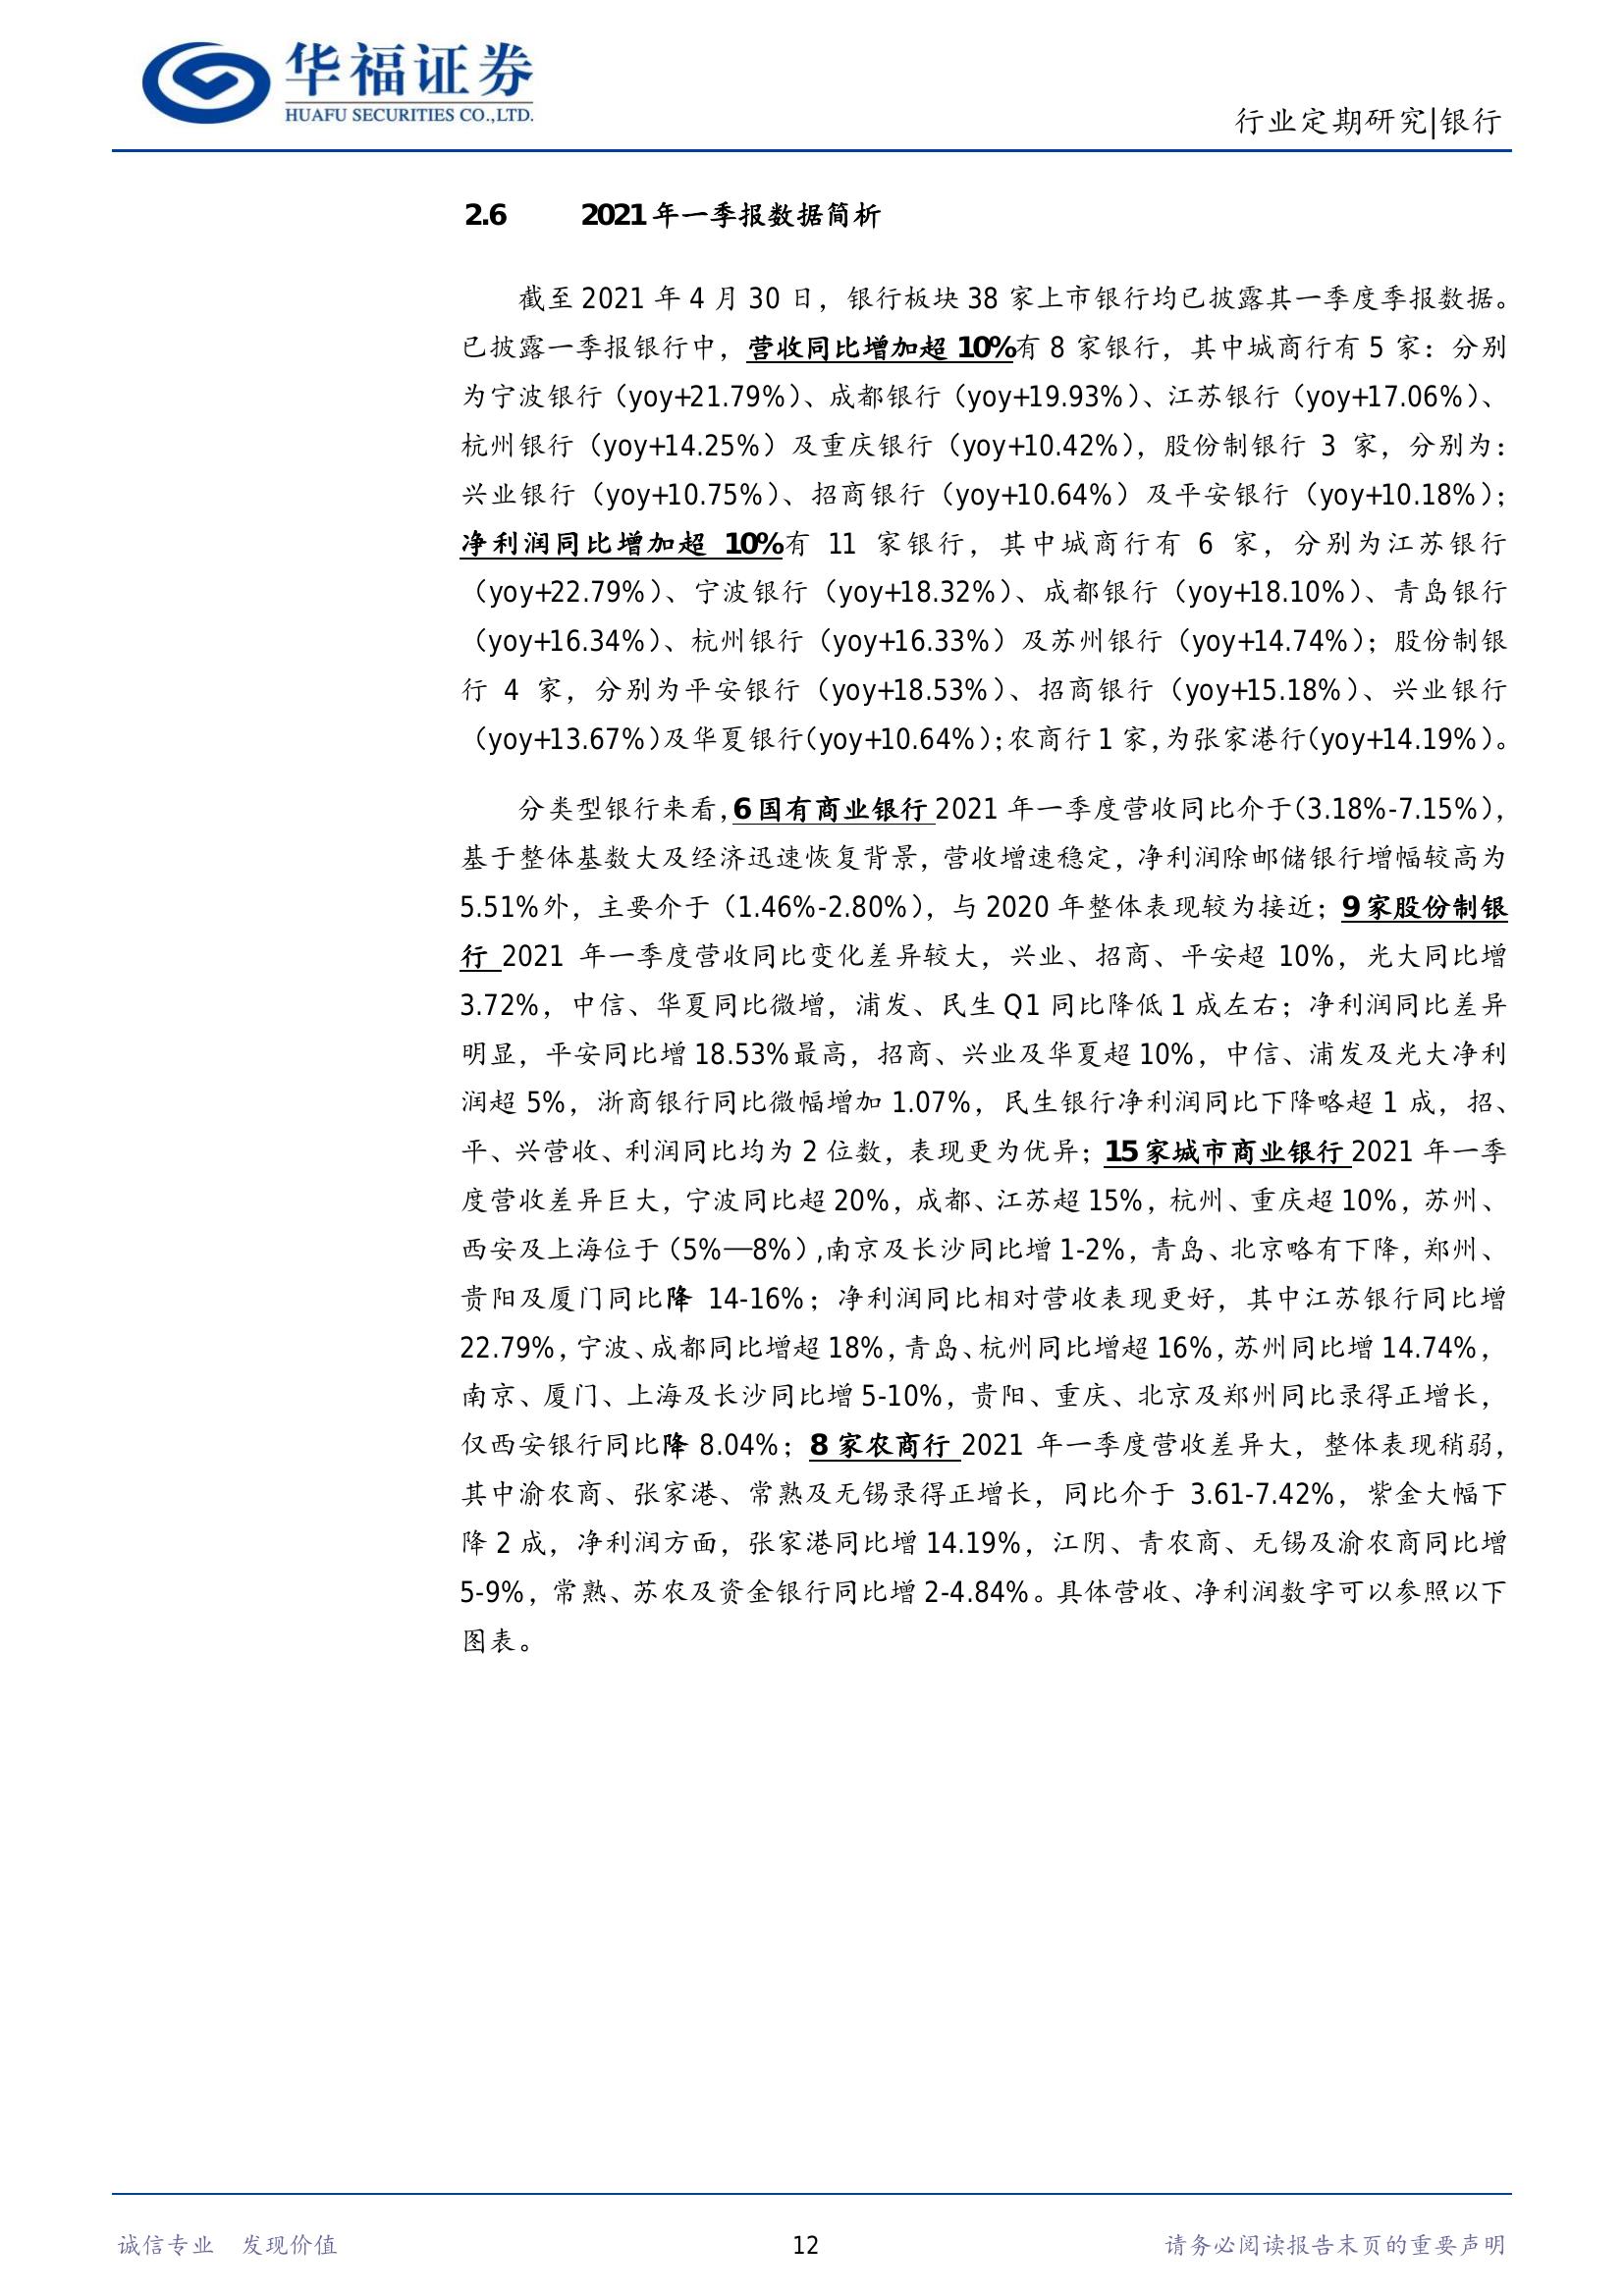 华福证券
HUAFU SECURITIES CO.,LTD.
行业定期研究|银行
2.6 2021年一季报数据简析
截至2021年4月30日，银行板块38家上市银行均已披露其一季度季报数据。
已披露一季报银行中，营收同比增加超10%有8家银行，其中城商行有5家：分别
为宁波银行（yoy+21.79%）、成都银行（yoy+19.93%）、江苏银行（yoy+17.06%）、
杭州银行（yoy+14.25%）及重庆银行（yoy+10.42%），股份制银行3家，分别为：
兴业银行（yoy+10.75%）、招商银行（yoy+10.64%）及平安银行（yoy+10.18%）；
净利润同比增加超10%有11家银行，其中城商行有6家，分别为江苏银行
（yoy+22.79%）、宁波银行（yoy+18.32%）、成都银行（yoy+18.10%）、青岛银行
（yoy+16.34%）、杭州银行（yoy+16.33%）及苏州银行（yoy+14.74%）；股份制银
行4家，分别为平安银行（yoy+18.53%）、招商银行（yoy+15.18%）、兴业银行
（yoy+13.67%）及华夏银行（yoy+10.64%）；农商行1家，为张家港行（yoy+14.19%）。
分类型银行来看，6国有商业银行2021年一季度营收同比介于（3.18%-7.15%），
基于整体基数大及经济迅速恢复背景，营收增速稳定，净利润除邮储银行增幅较高为
5.51%外，主要介于（1.46%-2.80%），与2020年整体表现较为接近；9家股份制银
行2021年一季度营收同比变化差异较大，兴业、招商、平安超10%，光大同比增
3.72%，中信、华夏同比微增，浦发、民生Q1同比降低1成左右；净利润同比差异
明显，平安同比增18.53%最高，招商、兴业及华夏超10%，中信、浦发及光大净利
润超5%，浙商银行同比微幅增加1.07%，民生银行净利润同比下降略超1成，招、
平、兴营收、利润同比均为2位数，表现更为优异；15家城市商业银行2021年一季
度营收差异巨大，宁波同比超20%，成都、江苏超15%，杭州、重庆超10%，苏州、
西安及上海位于（5%—8%）,南京及长沙同比增1-2%，青岛、北京略有下降，郑州、
贵阳及厦门同比降14-16%；净利润同比相对营收表现更好，其中江苏银行同比增
22.79%，宁波、成都同比增超18%，青岛、杭州同比增超16%，苏州同比增14.74%，
南京、厦门、上海及长沙同比增5-10%，贵阳、重庆、北京及郑州同比录得正增长，
仅西安银行同比降8.04%；8家农商行2021年一季度营收差异大，整体表现稍弱，
其中渝农商、张家港、常熟及无锡录得正增长，同比介于3.61-7.42%，紫金大幅下
降2成，净利润方面，张家港同比增14.19%，江阴、青农商、无锡及渝农商同比增
5-9%，常熟、苏农及资金银行同比增2-4.84%。具体营收、净利润数字可以参照以下
图表。
诚信专业 发现价值
12
请务必阅读报告末页的重要声明